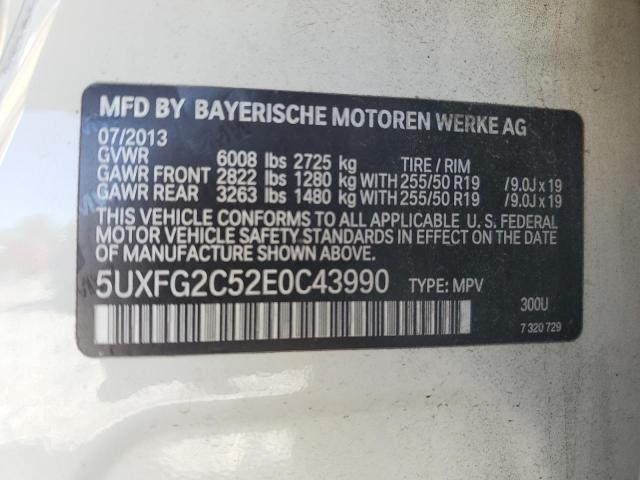 MFD BY BAYERISCHE MOTOREN WERKE AG
07/2013
GVWR 6008 lbs 2725 kg TIRE / RIM
GAWR FRONT 2822 lbs 1280 kg WITH 255/50 R19 /9.0J x 19
GAWR REAR 3263 lbs 1480 kg WITH 255/50 R19 /9.0J x 19
THIS VEHICLE CONFORMS TO ALL APPLICABLE U. S. FEDERAL
MOTOR VEHICLE SAFETY STANDARDS IN EFFECT ON THE DATE
OF MANUFACTURE SHOWN ABOVE.
5UXFG2C52E0C43990 TYPE: MPV
300U
7 320 729